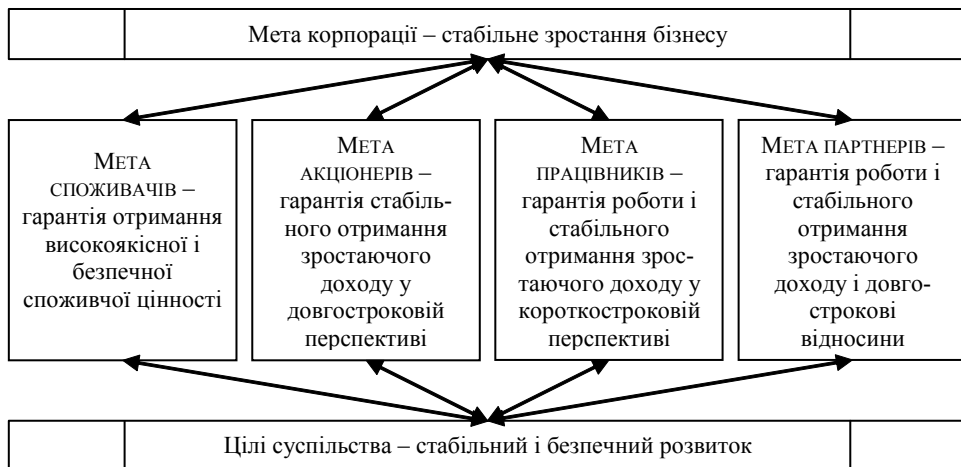 Мета корпорації – стабільне зростання бізнесу
МЕТА
СПОЖИВАЧІВ –
гарантія отримання
високоякісної і
безпечної
споживчої цінності
МЕТА
АКЦІОНЕРІВ –
гарантія стабіль-
ного отримання
зростаючого
доходу у
довгостроковій
перспективі
МЕТА
ПРАЦІВНИКІВ –
гарантія роботи і
стабільного
отримання зрос-
таючого доходу у
короткостроковій
перспективі
МЕТА ПАРТНЕРІВ –
гарантія роботи і
стабільного
отримання
зростаючого
доходу і довго-
строкові
відносини
Цілі суспільства – стабільний і безпечний розвиток